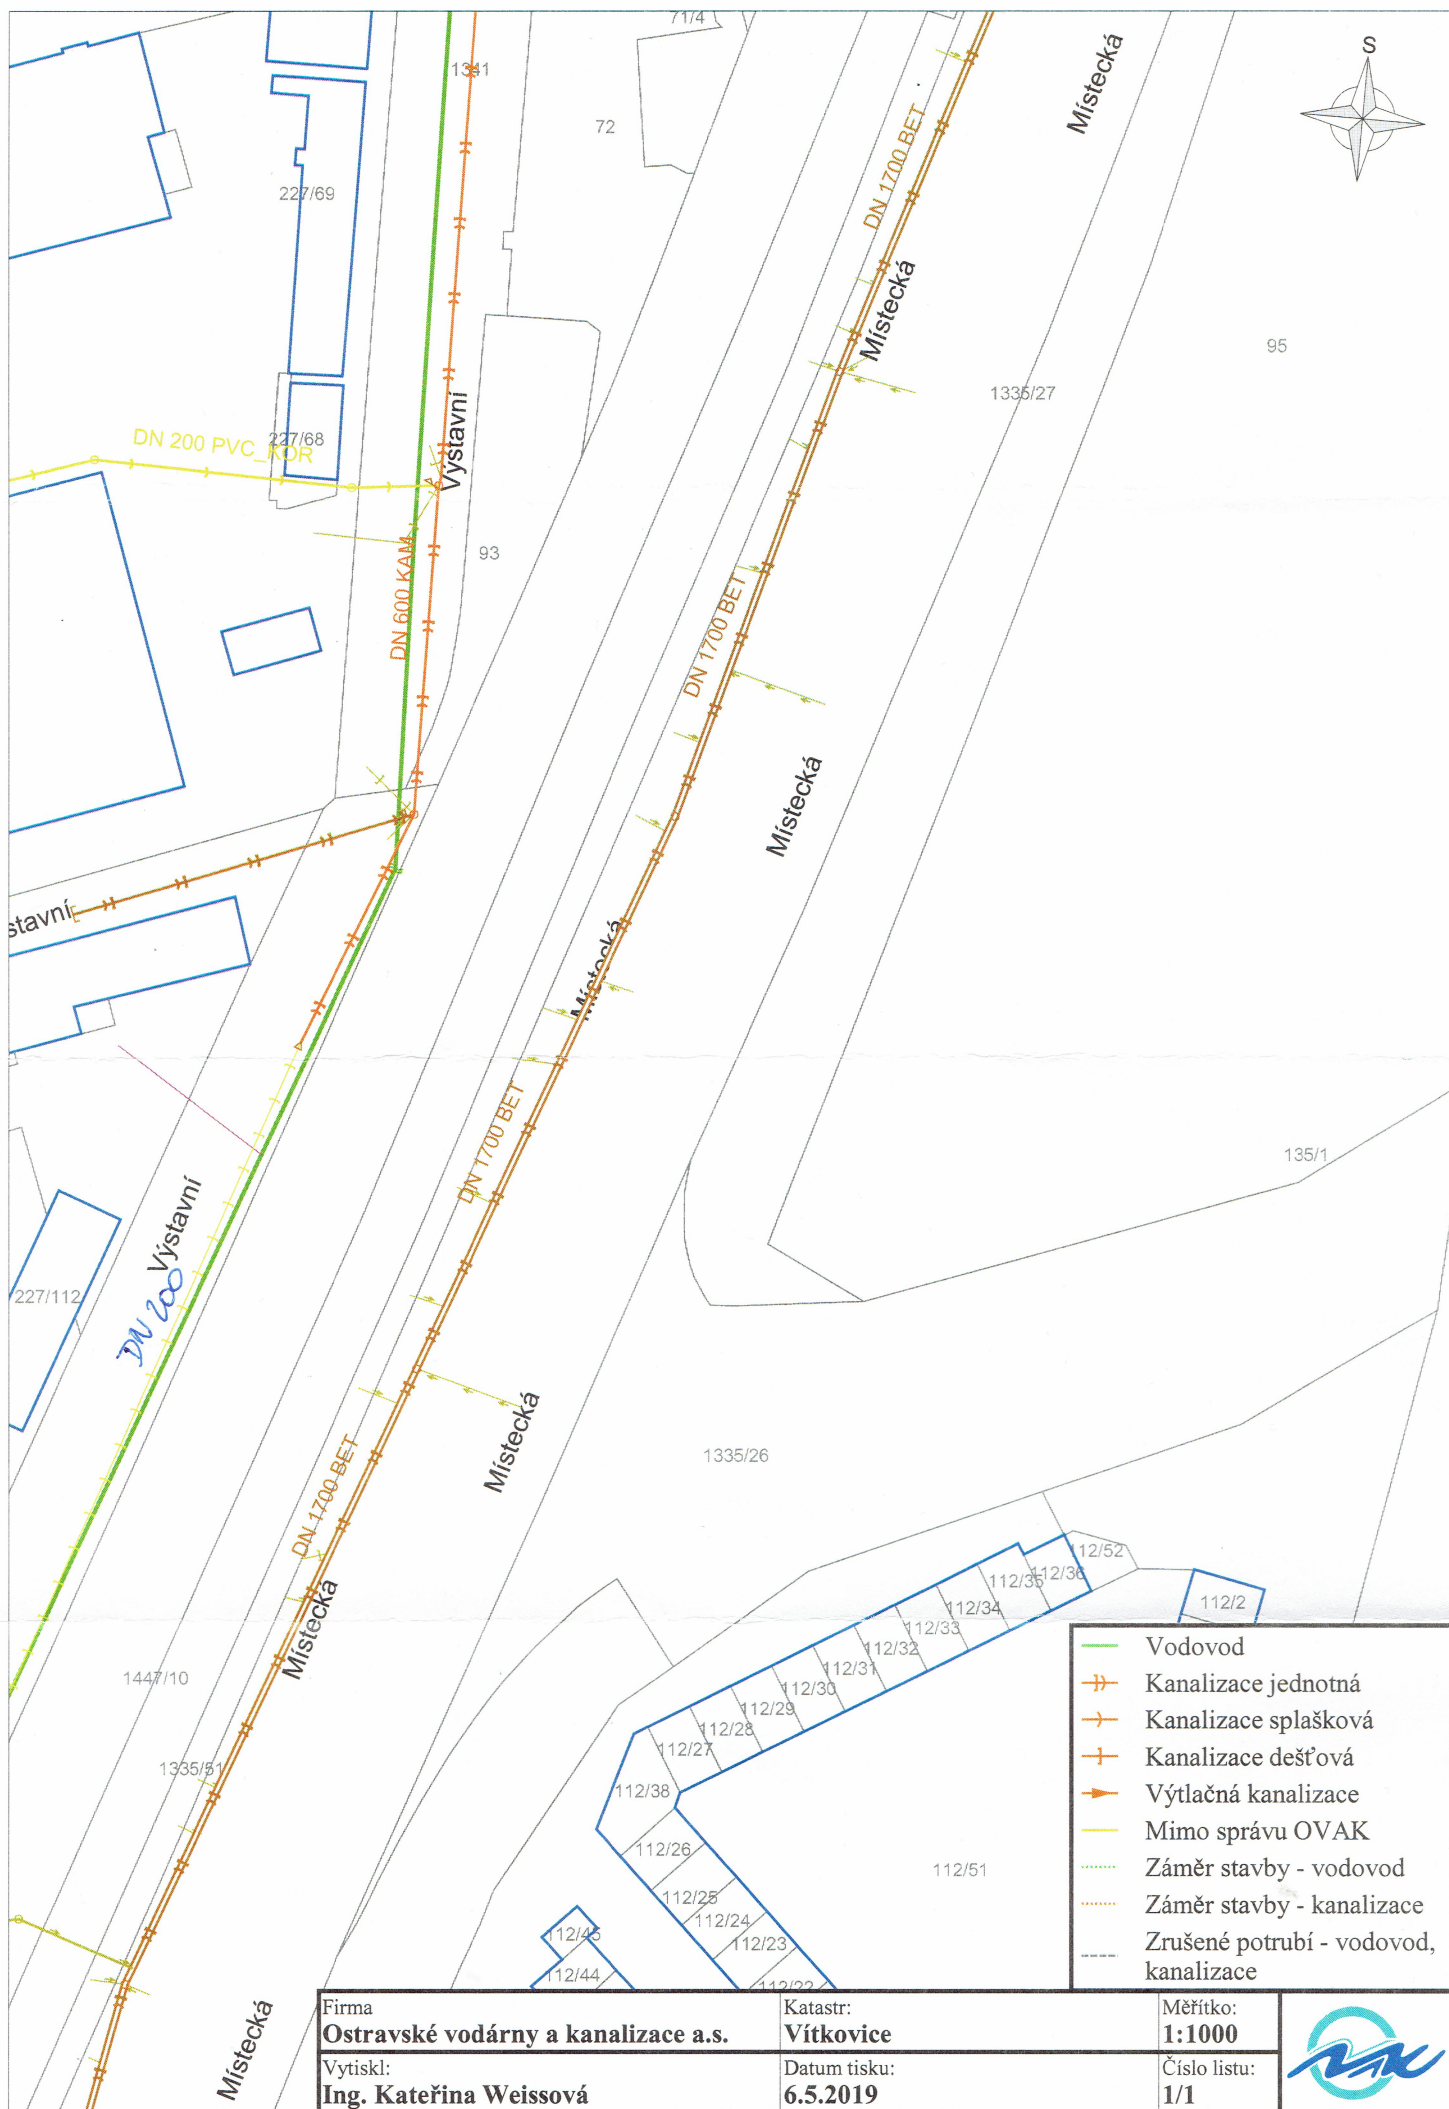 71/4
S
1341
Místecká
72
DN 1700 BET
227/69
Místecká
95
1335/27
Výstavní
DN 200 PVC_KOR
227/68
93
DN 600 KAM
DN 1700 BET
Místecká
stavní
Místecká
DN 1700 BET
135/1
Výstavní
227/112
DN 200
Místecká
1335/26
DN 1700 BET
112/52
112/36
112/35
112/2
112/34
Místecká
112/33
112/32
1447/10
112/31
112/30
112/29
112/28
112/27
1335/51
112/38
112/26
112/51
112/25
112/24
112/45
112/23
112/44
112/22
Místecká
Vodovod
Kanalizace jednotná
Kanalizace splašková
Kanalizace dešťová
Výtlačná kanalizace
Mimo správu OVAK
Záměr stavby - vodovod
Záměr stavby - kanalizace
Zrušené potrubí - vodovod,
kanalizace
Firma
Ostravské vodárny a kanalizace a.s.
Katastr:
Vítkovice
Měřítko:
1:1000
Vytiskl:
Ing. Kateřina Weissová
Datum tisku:
6.5.2019
Číslo listu:
1/1